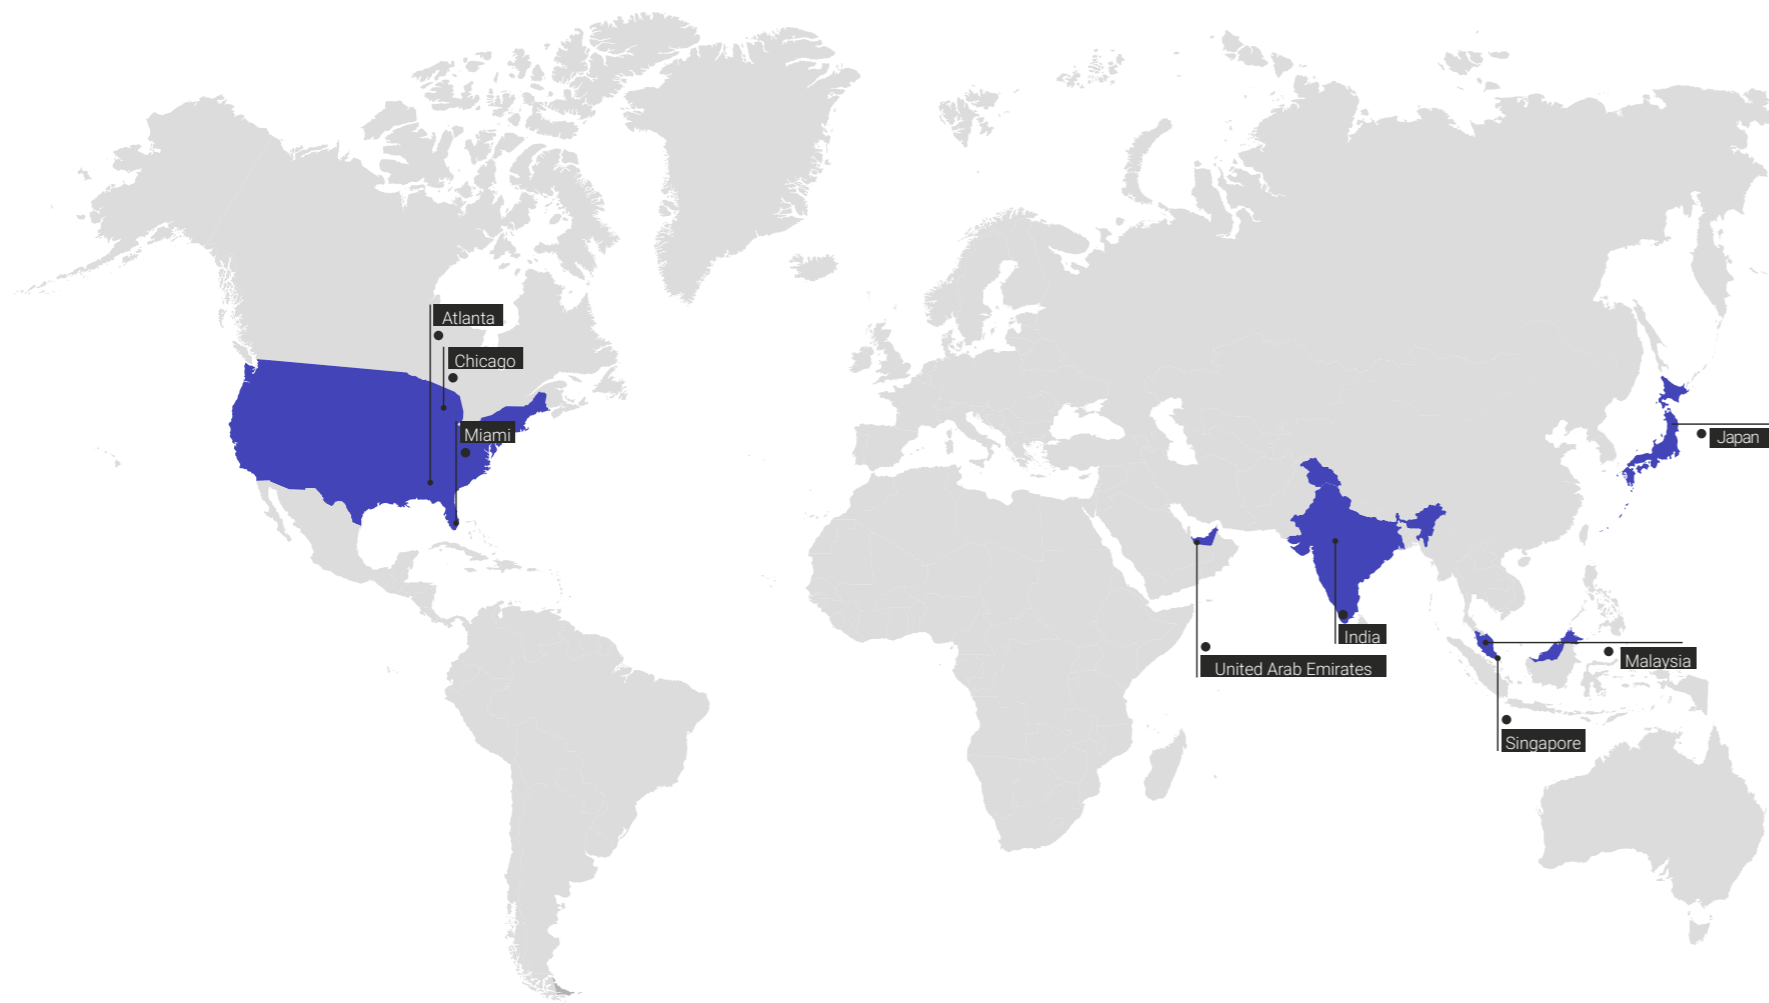 Atlanta
Chicago
Miami
Japan
India
United Arab Emirates
Malaysia
Singapore